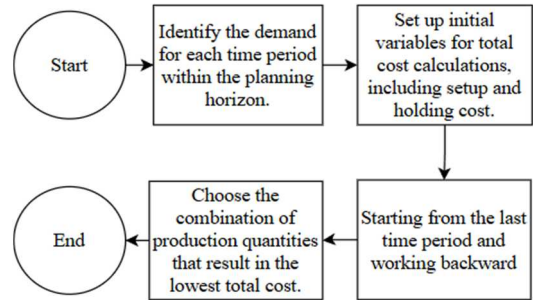 Start
Identify the demand
for each time period
within the planning
horizon.
Set up initial
variables for total
cost calculations,
including setup and
holding cost.
Starting from the last
time period and
working backward
Choose the
combination of
production quantities
that result in the
lowest total cost.
End